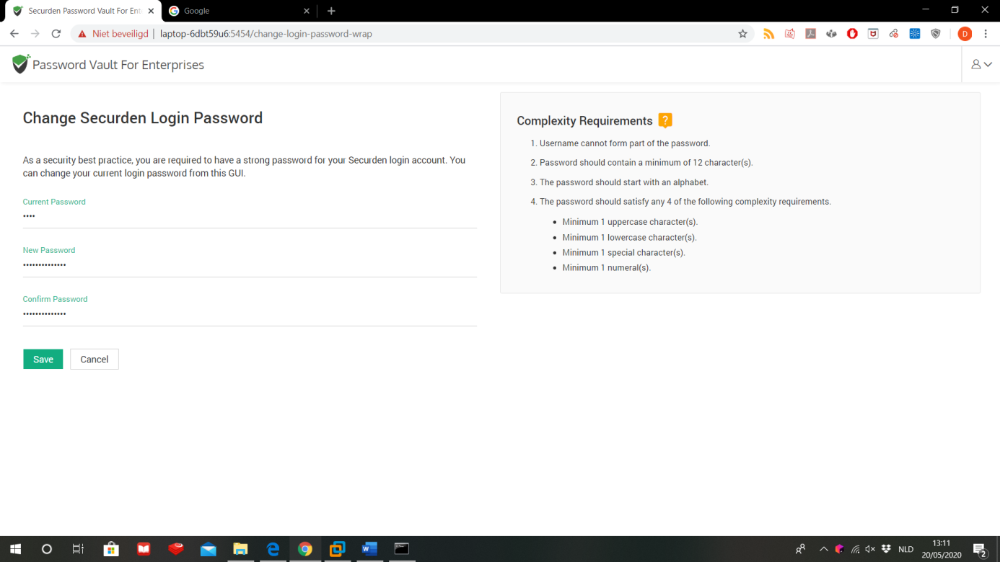 Securden Password Vault For Ent
Google
Niet beveiligd | laptop-6dbt59u6:5454/change-login-password-wrap
D
Password Vault For Enterprises
Change Securden Login Password
As a security best practice, you are required to have a strong password for your Securden login account. You
can change your current login password from this GUI.
Current Password
••••
New Password
••••••••••••••
Confirm Password
••••••••••••••
Save
Cancel
Complexity Requirements ?
1. Username cannot form part of the password.
2. Password should contain a minimum of 12 character(s).
3. The password should start with an alphabet.
4. The password should satisfy any 4 of the following complexity requirements.
• Minimum 1 uppercase character(s).
• Minimum 1 lowercase character(s).
• Minimum 1 special character(s).
• Minimum 1 numeral(s).
NLD
13:11
20/05/2020
2